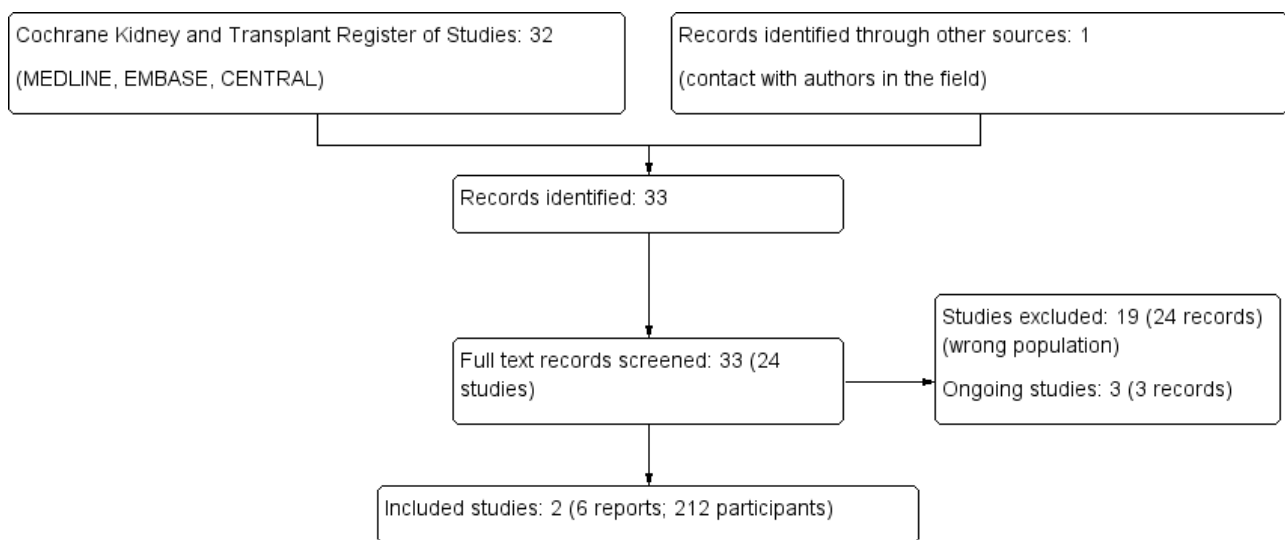 Cochrane Kidney and Transplant Register of Studies: 32
(MEDLINE, EMBASE, CENTRAL)
Records identified through other sources: 1
(contact with authors in the field)
Records identified: 33
Full text records screened: 33 (24
studies)
Studies excluded: 19 (24 records)
(wrong population)
Ongoing studies: 3 (3 records)
Included studies: 2 (6 reports; 212 participants)